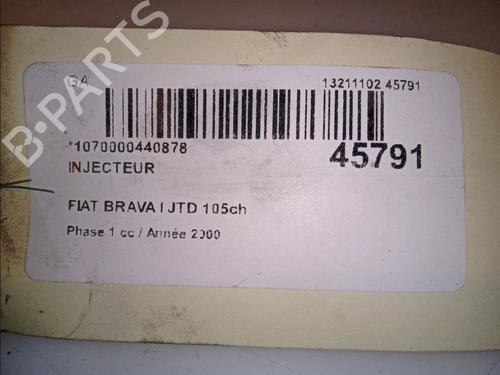 GA
13211102 45791
*1070000440878
45791
INJECTEUR
FIAT BRAVA I JTD 105ch
Phase 1 cc / Année 2000
B-PARTS